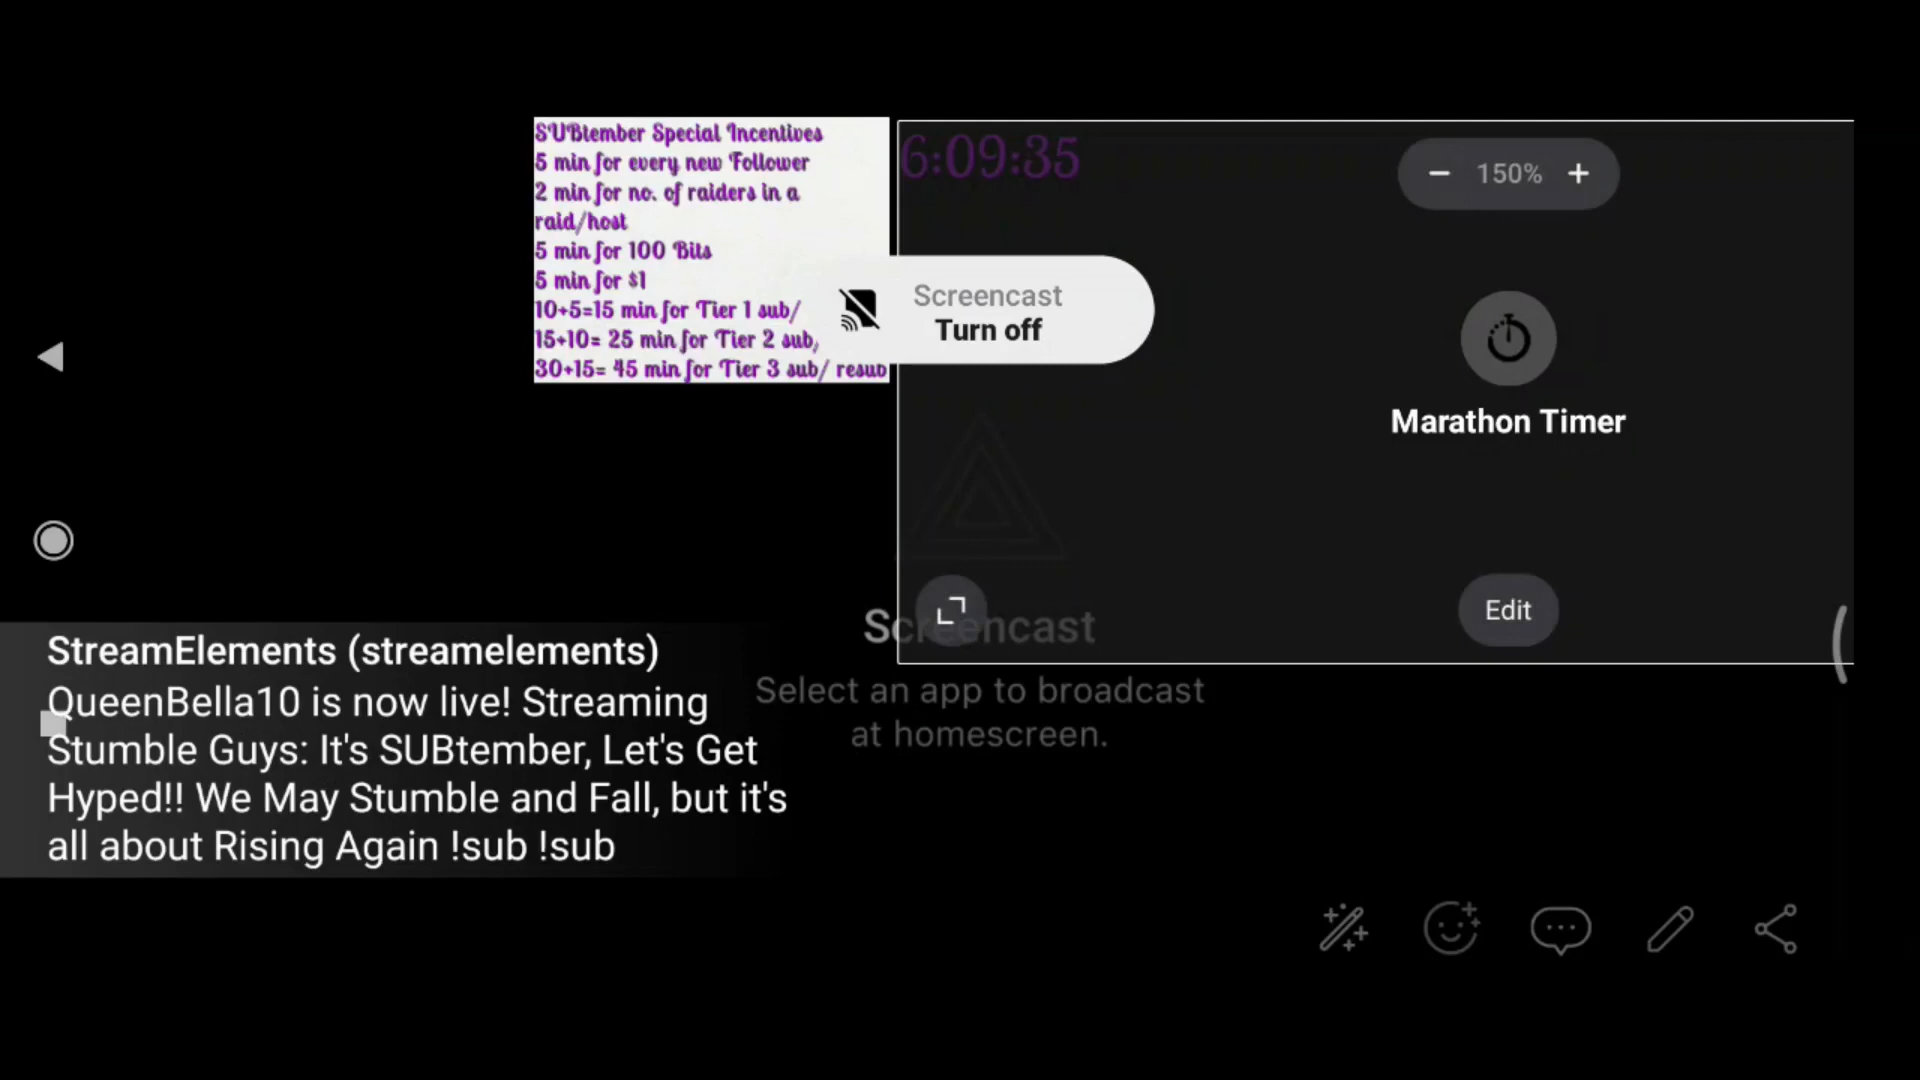 SUBtember Special Incentives
5 min for every new Follower
2 min for no. of raiders in a
raid/host
5 min for 100 Bits
5 min for $1
10+5=15 min for Tier 1 sub/
15+10= 25 min for Tier 2 sub/
30+15= 45 min for Tier 3 sub/ resub
6:09:35
150%
Screencast
Turn off
Marathon Timer
Edit
Screencast
Select an app to broadcast
at homescreen.
StreamElements (streamelements)
QueenBella10 is now live! Streaming
Stumble Guys: It's SUBtember, Let's Get
Hyped!! We May Stumble and Fall, but it's
all about Rising Again !sub !sub